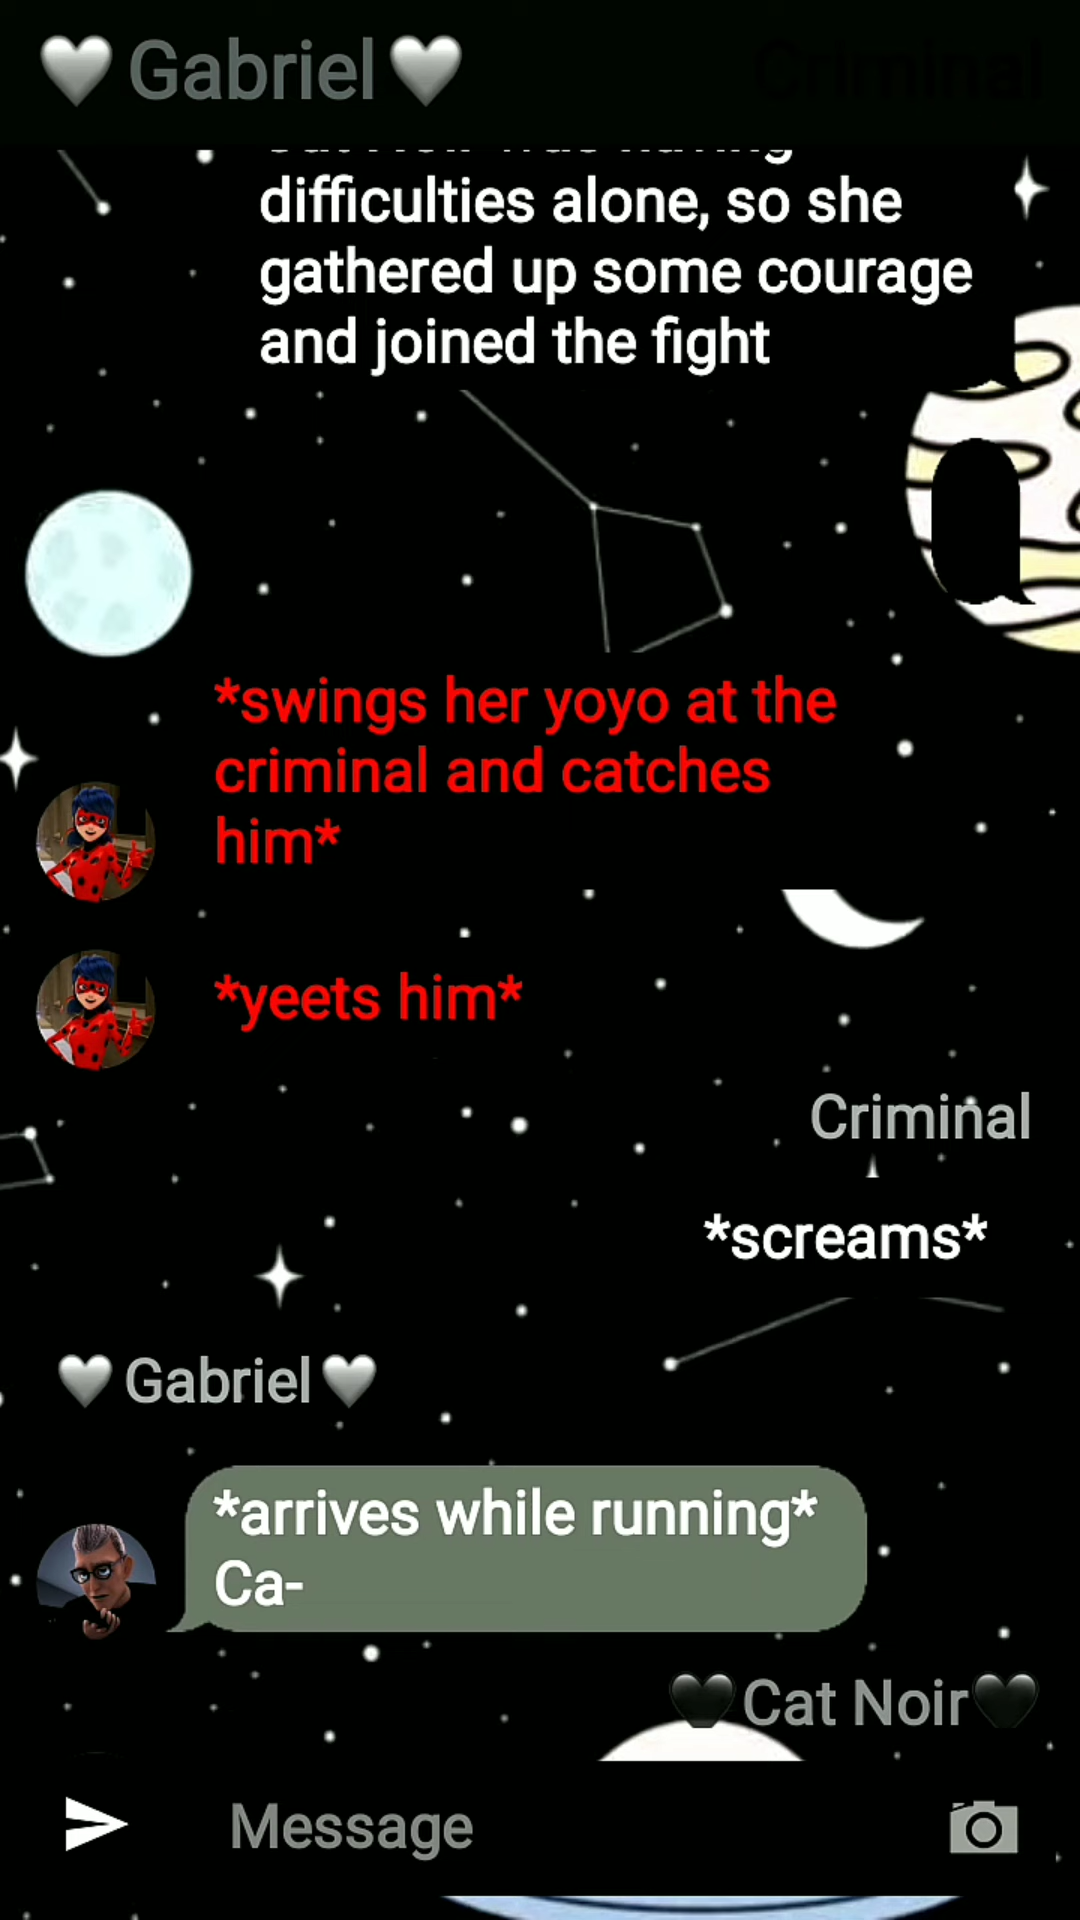 🤍Gabriel🤍 Criminal
difficulties alone, so she
gathered up some courage
and joined the fight
*swings her yoyo at the
criminal and catches
him*
*yeets him*
Criminal
*screams*
🤍Gabriel🤍
*arrives while running*
Ca-
🖤Cat Noir🖤
Message